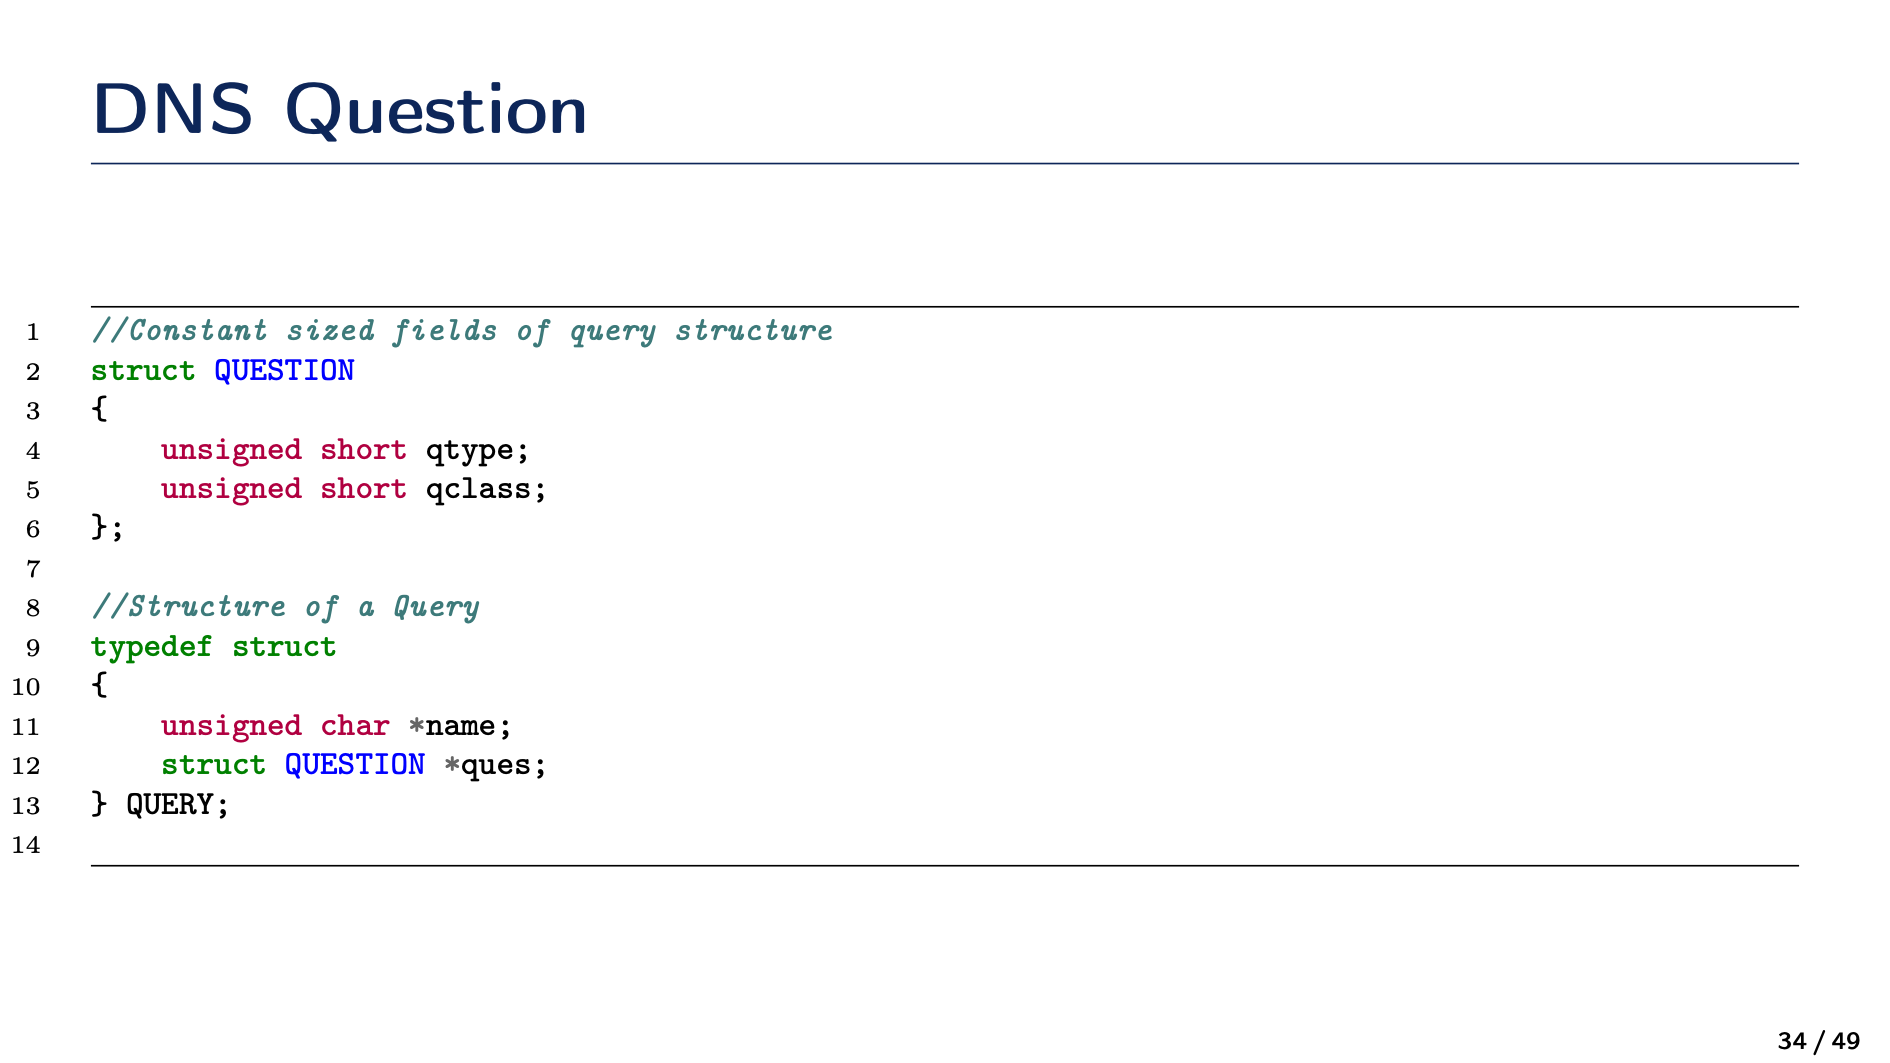 DNS Question
1 //Constant sized fields of query structure
2 struct QUESTION
3 {
4     unsigned short qtype;
5     unsigned short qclass;
6 };
7
8 //Structure of a Query
9 typedef struct
10 {
11     unsigned char *name;
12     struct QUESTION *ques;
13 } QUERY;
14
34 / 49